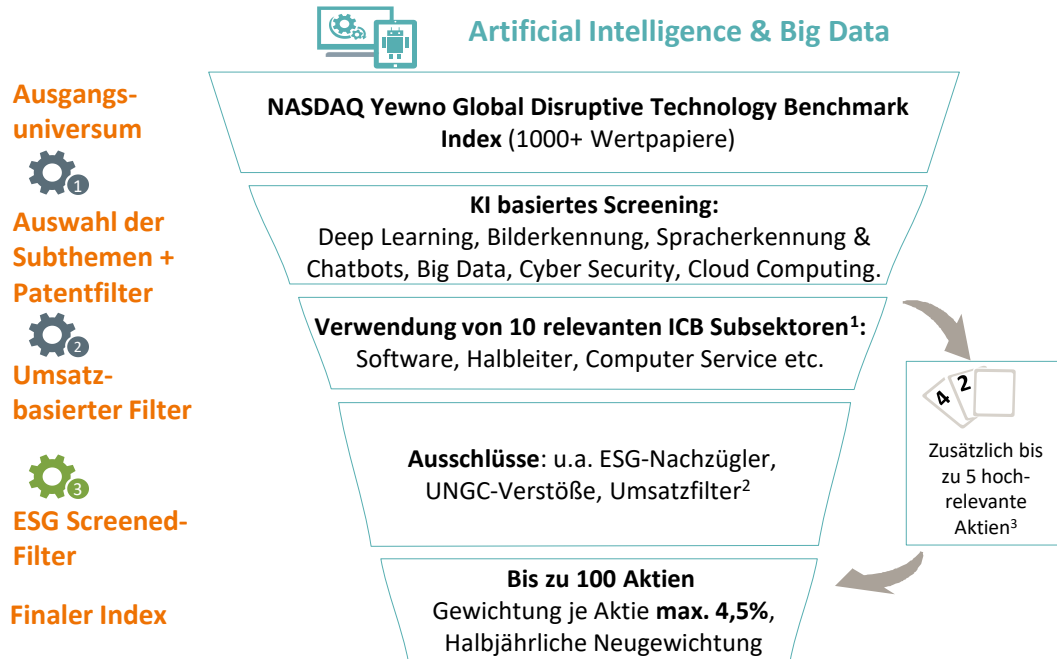 Artificial Intelligence & Big Data
Ausgangs-
universum
NASDAQ Yewno Global Disruptive Technology Benchmark
Index (1000+ Wertpapiere)
1
Auswahl der
Subthemen +
Patentfilter
KI basiertes Screening:
Deep Learning, Bilderkennung, Spracherkennung &
Chatbots, Big Data, Cyber Security, Cloud Computing.
2
Umsatz-
basierter Filter
Verwendung von 10 relevanten ICB Subsektoren¹:
Software, Halbleiter, Computer Service etc.
4 2
Zusätzlich bis
zu 5 hoch-
relevante
Aktien³
3
ESG Screened-
Filter
Ausschlüsse: u.a. ESG-Nachzügler,
UNGC-Verstöße, Umsatzfilter²
Finaler Index
Bis zu 100 Aktien
Gewichtung je Aktie max. 4,5%,
Halbjährliche Neugewichtung